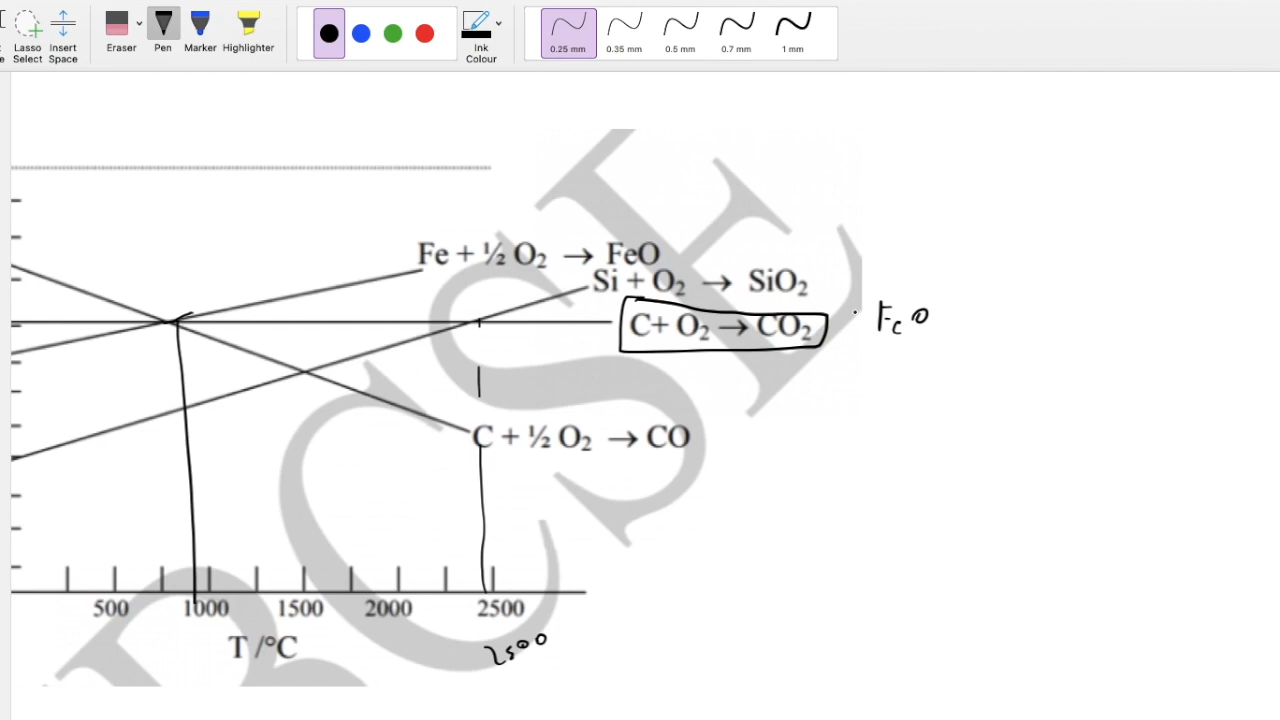 Lasso Select
Insert Space
Eraser
Pen
Marker
Highlighter
Ink Colour
0.25 mm
0.35 mm
0.5 mm
0.7 mm
1 mm
Fe + ½ O₂ → FeO
Si + O₂ → SiO₂
C+ O₂ → CO₂
FeO
C + ½ O₂ → CO
500 1000 1500 2000 2500
T /°C
2500
BCSE